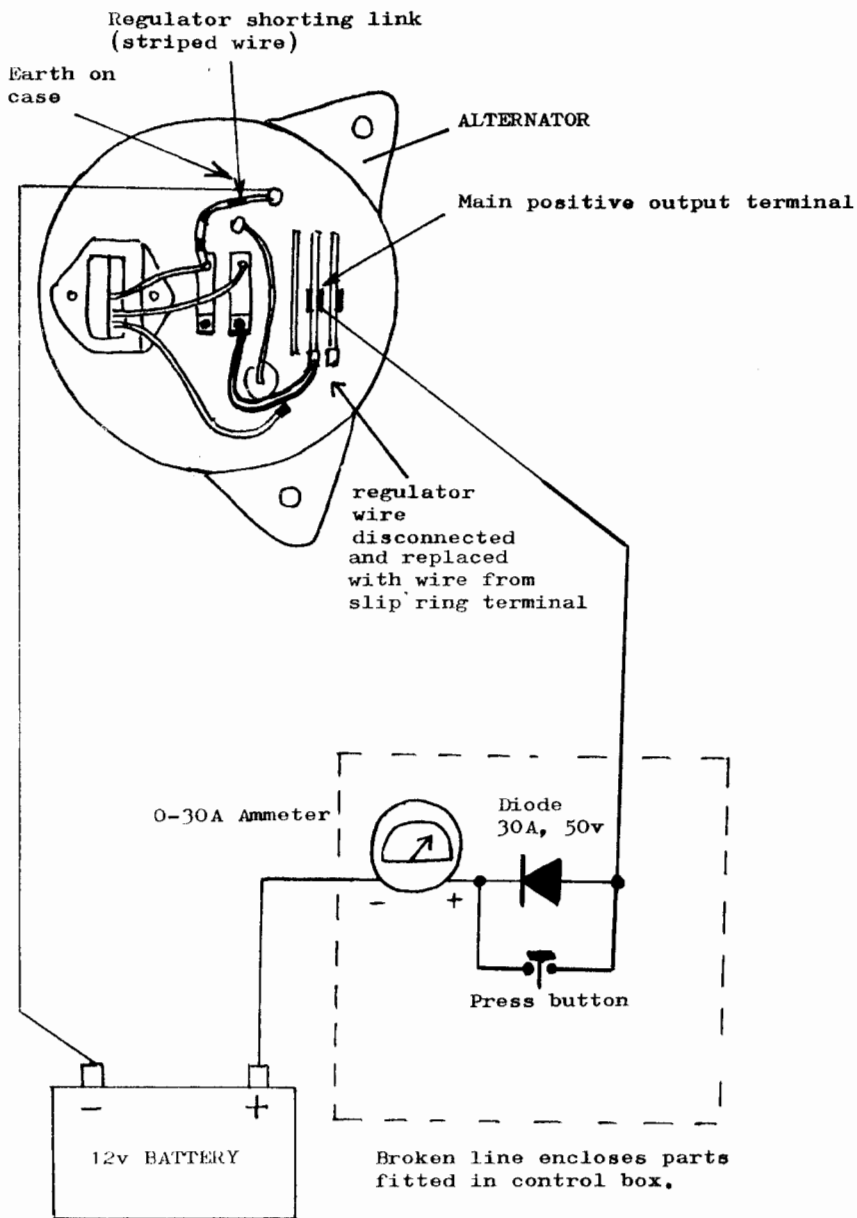 Regulator shorting link
(striped wire)
Earth on
case
ALTERNATOR
Main positive output terminal
regulator
wire
disconnected
and replaced
with wire from
slip ring terminal
0-30A Ammeter
Diode
30A, 50v
- +
Press button
- +
12v BATTERY
Broken line encloses parts
fitted in control box.